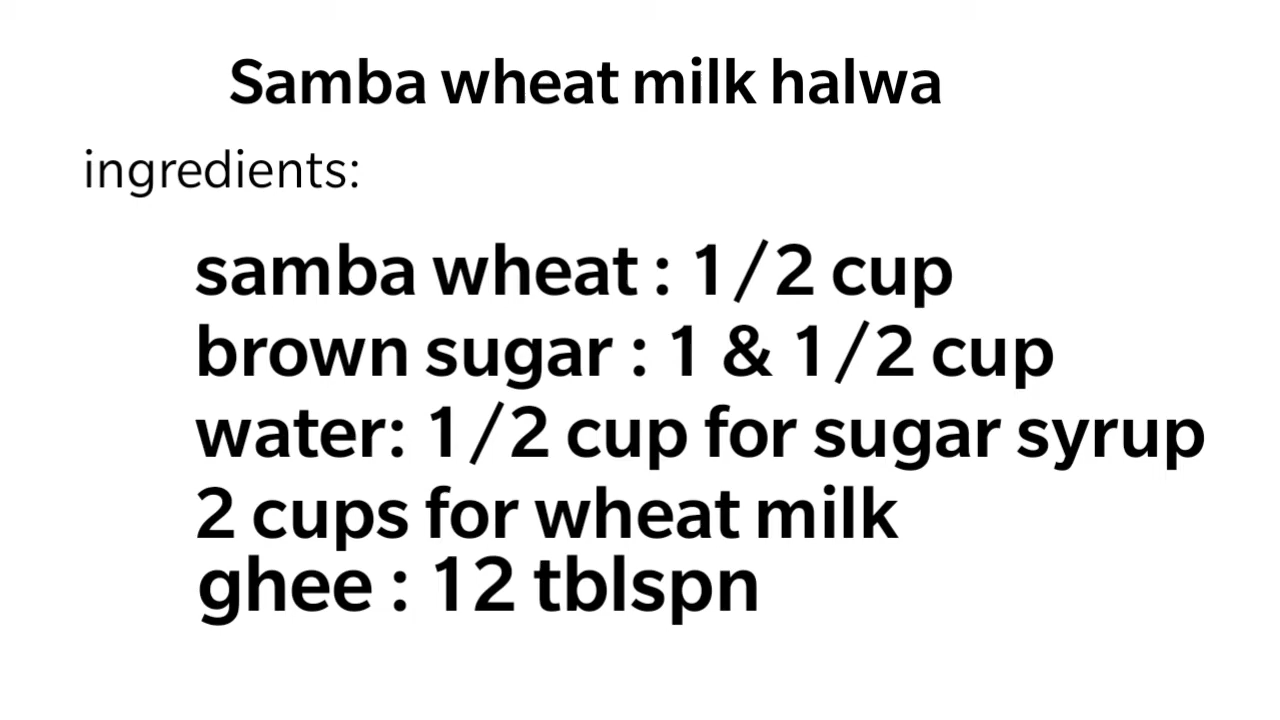 Samba wheat milk halwa
ingredients:
samba wheat : 1/2 cup
brown sugar : 1 & 1/2 cup
water: 1/2 cup for sugar syrup
2 cups for wheat milk
ghee : 12 tblspn